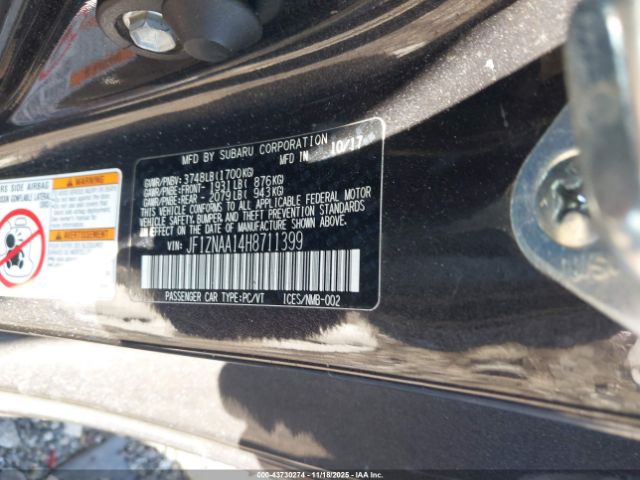 MFD BY SUBARU CORPORATION
MFD IN 10/17
GVWR/PNBV: 3748LB(1700KG)
GAWR/PNBE-FRONT- 1931LB( 876KG)
GAWR/PNBE-REAR - 2079LB( 943KG)
THIS VEHICLE CONFORMS TO ALL APPLICABLE FEDERAL MOTOR
VEHICLE SAFETY, BUMPER, AND THEFT PREVENTION STANDARDS
IN EFFECT ON THE DATE OF MANUFACTURE SHOWN ABOVE.
VIN: JF1ZNAA14H8711399
PASSENGER CAR TYPE:PC/VT ICES/NMB-002
SIDE AIRBAG
000-43730274 - 11/18/2025 - IAAI.COM